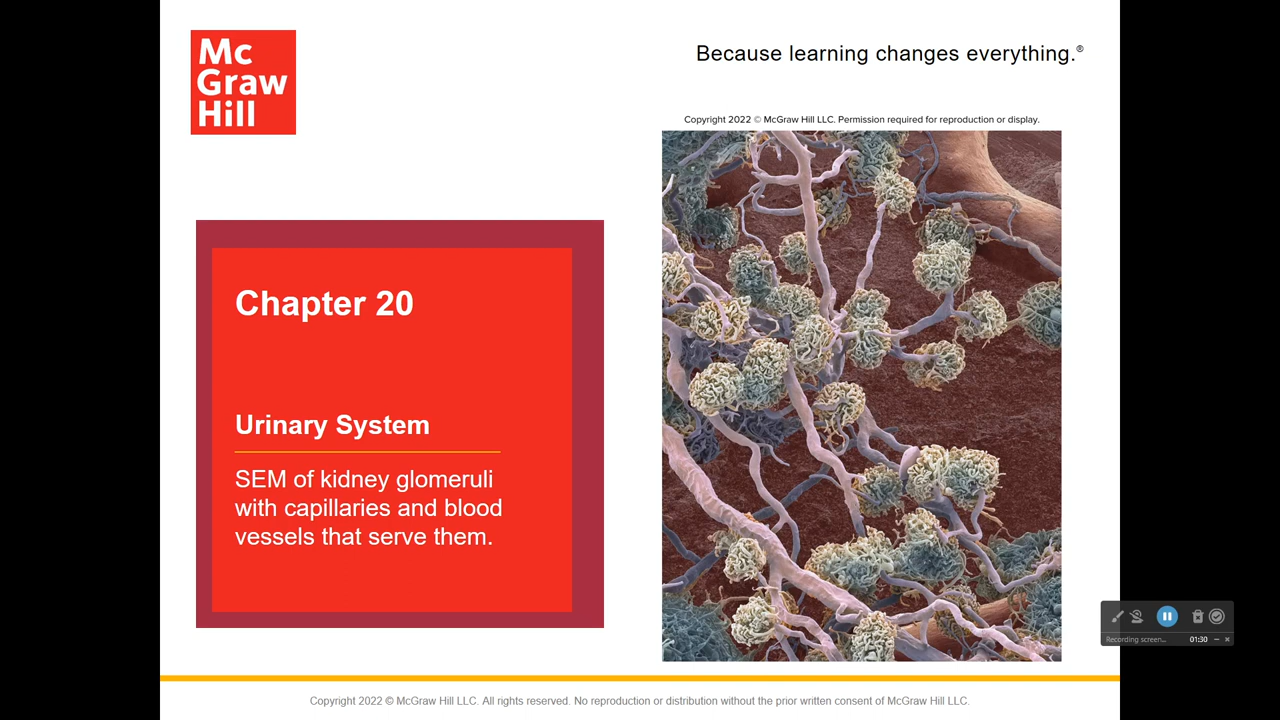 Mc
Graw
Hill
Because learning changes everything.®
Copyright 2022 © McGraw Hill LLC. Permission required for reproduction or display.
Chapter 20
Urinary System
SEM of kidney glomeruli
with capillaries and blood
vessels that serve them.
Recording screen... 01:30
Copyright 2022 © McGraw Hill LLC. All rights reserved. No reproduction or distribution without the prior written consent of McGraw Hill LLC.